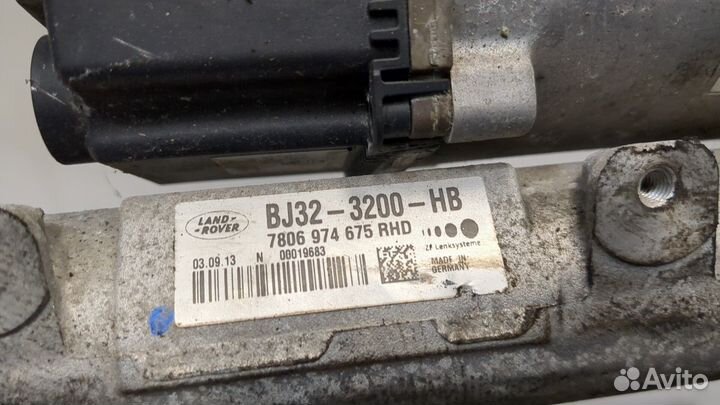 LAND-
-ROVER
BJ32-3200-HB
7806 974 675 RHD
03.09.13 N 00019683
ZF Lenksysteme
MADE IN
GERMANY
Avito